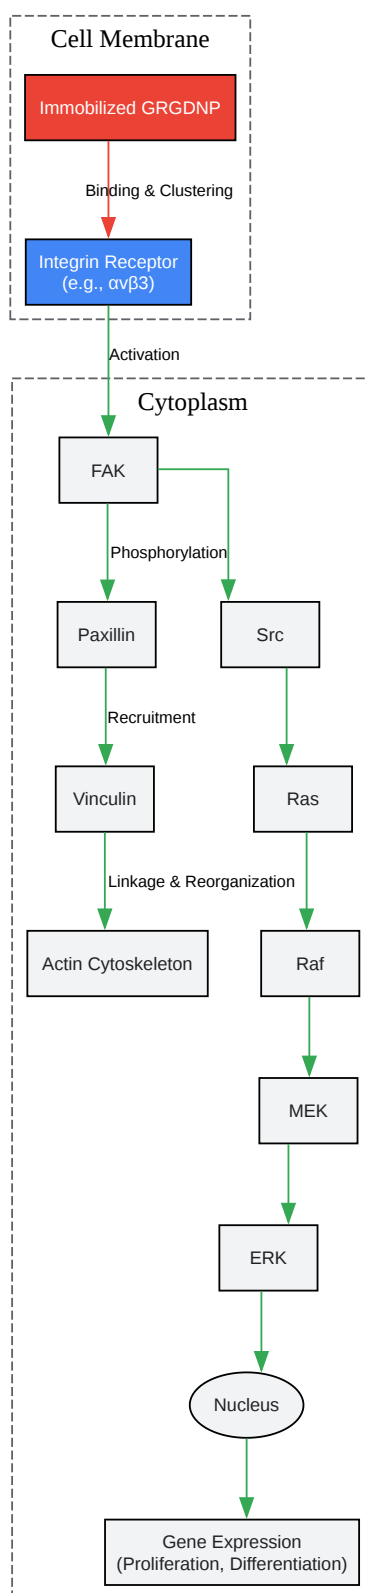 Cell Membrane
Immobilized GRGDNP
Binding & Clustering
Integrin Receptor
(e.g., αvβ3)
Activation
Cytoplasm
FAK
Phosphorylation
Paxillin
Src
Recruitment
Vinculin
Ras
Linkage & Reorganization
Actin Cytoskeleton
Raf
MEK
ERK
Nucleus
Gene Expression
(Proliferation, Differentiation)